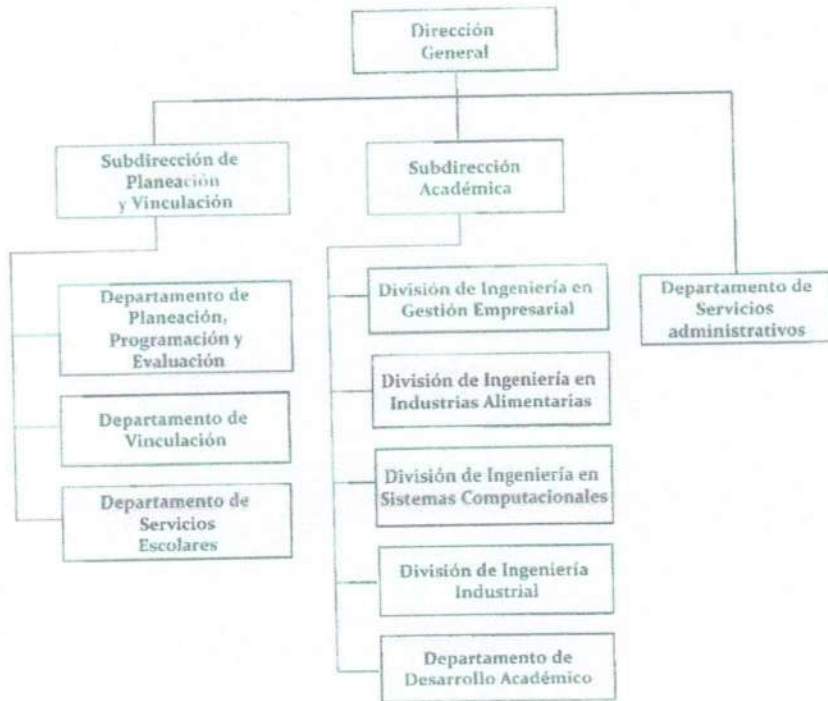 Dirección
General
Subdirección de
Planeación
y Vinculación
Subdirección
Académica
Departamento de
Planeación,
Programación y
Evaluación
Departamento de
Vinculación
Departamento de
Servicios
Escolares
División de Ingeniería en
Gestión Empresarial
División de Ingeniería en
Industrias Alimentarias
División de Ingeniería en
Sistemas Computacionales
División de Ingeniería
Industrial
Departamento de
Desarrollo Académico
Departamento de
Servicios
administrativos